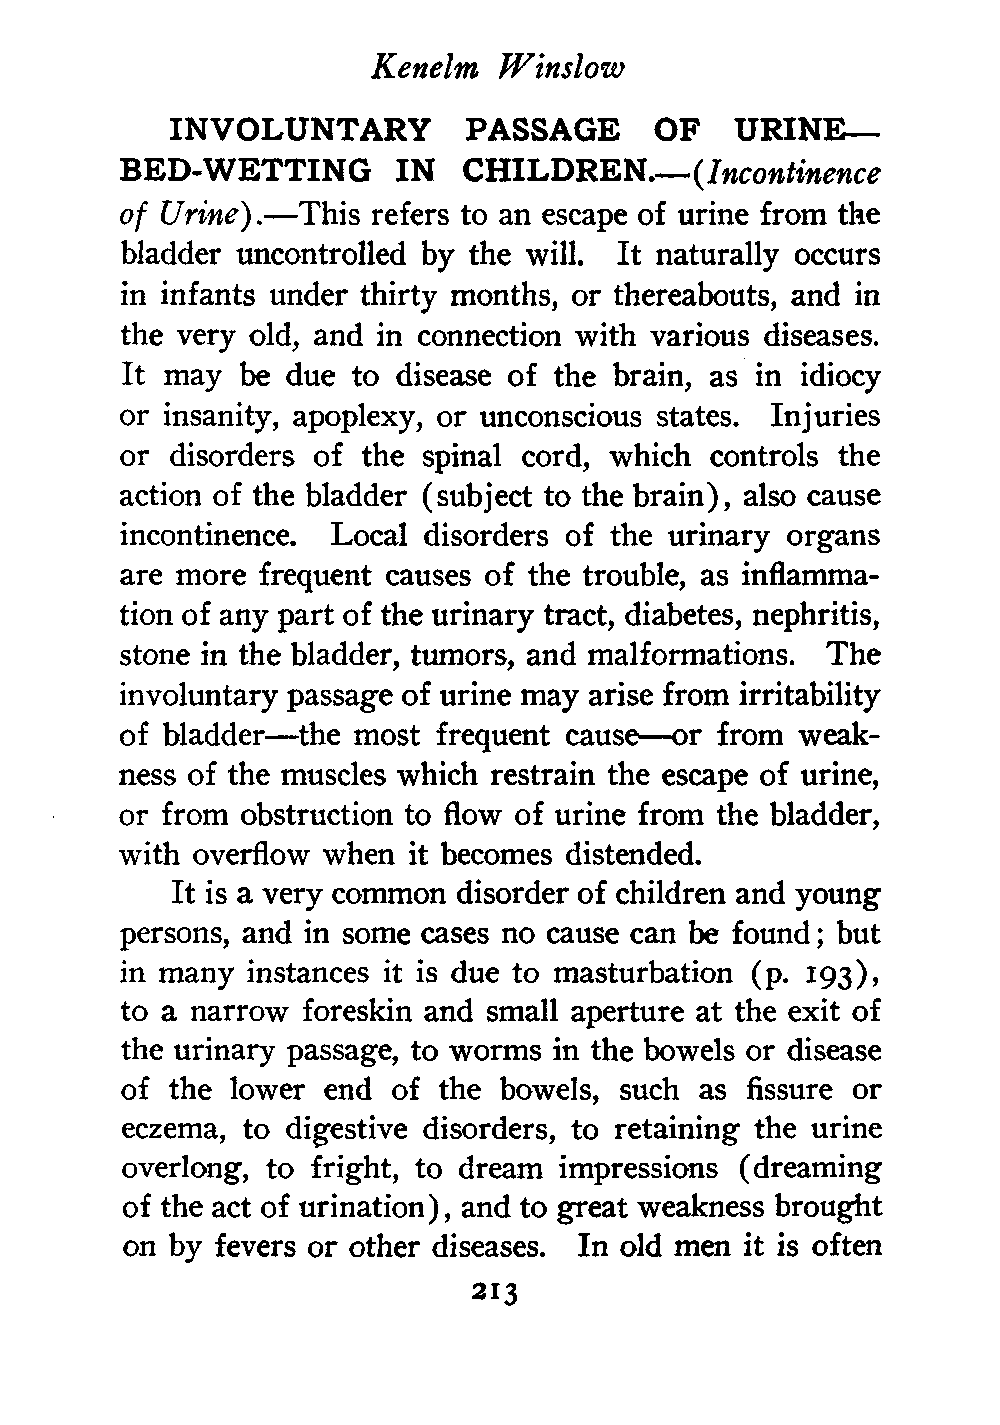 Kenelm Winslow
INVOLUNTARY PASSAGE OF URINE—
BED-WETTING IN CHILDREN.—(Incontinence
of Urine).—This refers to an escape of urine from the
bladder uncontrolled by the will. It naturally occurs
in infants under thirty months, or thereabouts, and in
the very old, and in connection with various diseases.
It may be due to disease of the brain, as in idiocy
or insanity, apoplexy, or unconscious states. Injuries
or disorders of the spinal cord, which controls the
action of the bladder (subject to the brain), also cause
incontinence. Local disorders of the urinary organs
are more frequent causes of the trouble, as inflamma-
tion of any part of the urinary tract, diabetes, nephritis,
stone in the bladder, tumors, and malformations. The
involuntary passage of urine may arise from irritability
of bladder—the most frequent cause—or from weak-
ness of the muscles which restrain the escape of urine,
or from obstruction to flow of urine from the bladder,
with overflow when it becomes distended.
It is a very common disorder of children and young
persons, and in some cases no cause can be found; but
in many instances it is due to masturbation (p. 193),
to a narrow foreskin and small aperture at the exit of
the urinary passage, to worms in the bowels or disease
of the lower end of the bowels, such as fissure or
eczema, to digestive disorders, to retaining the urine
overlong, to fright, to dream impressions (dreaming
of the act of urination), and to great weakness brought
on by fevers or other diseases. In old men it is often
213